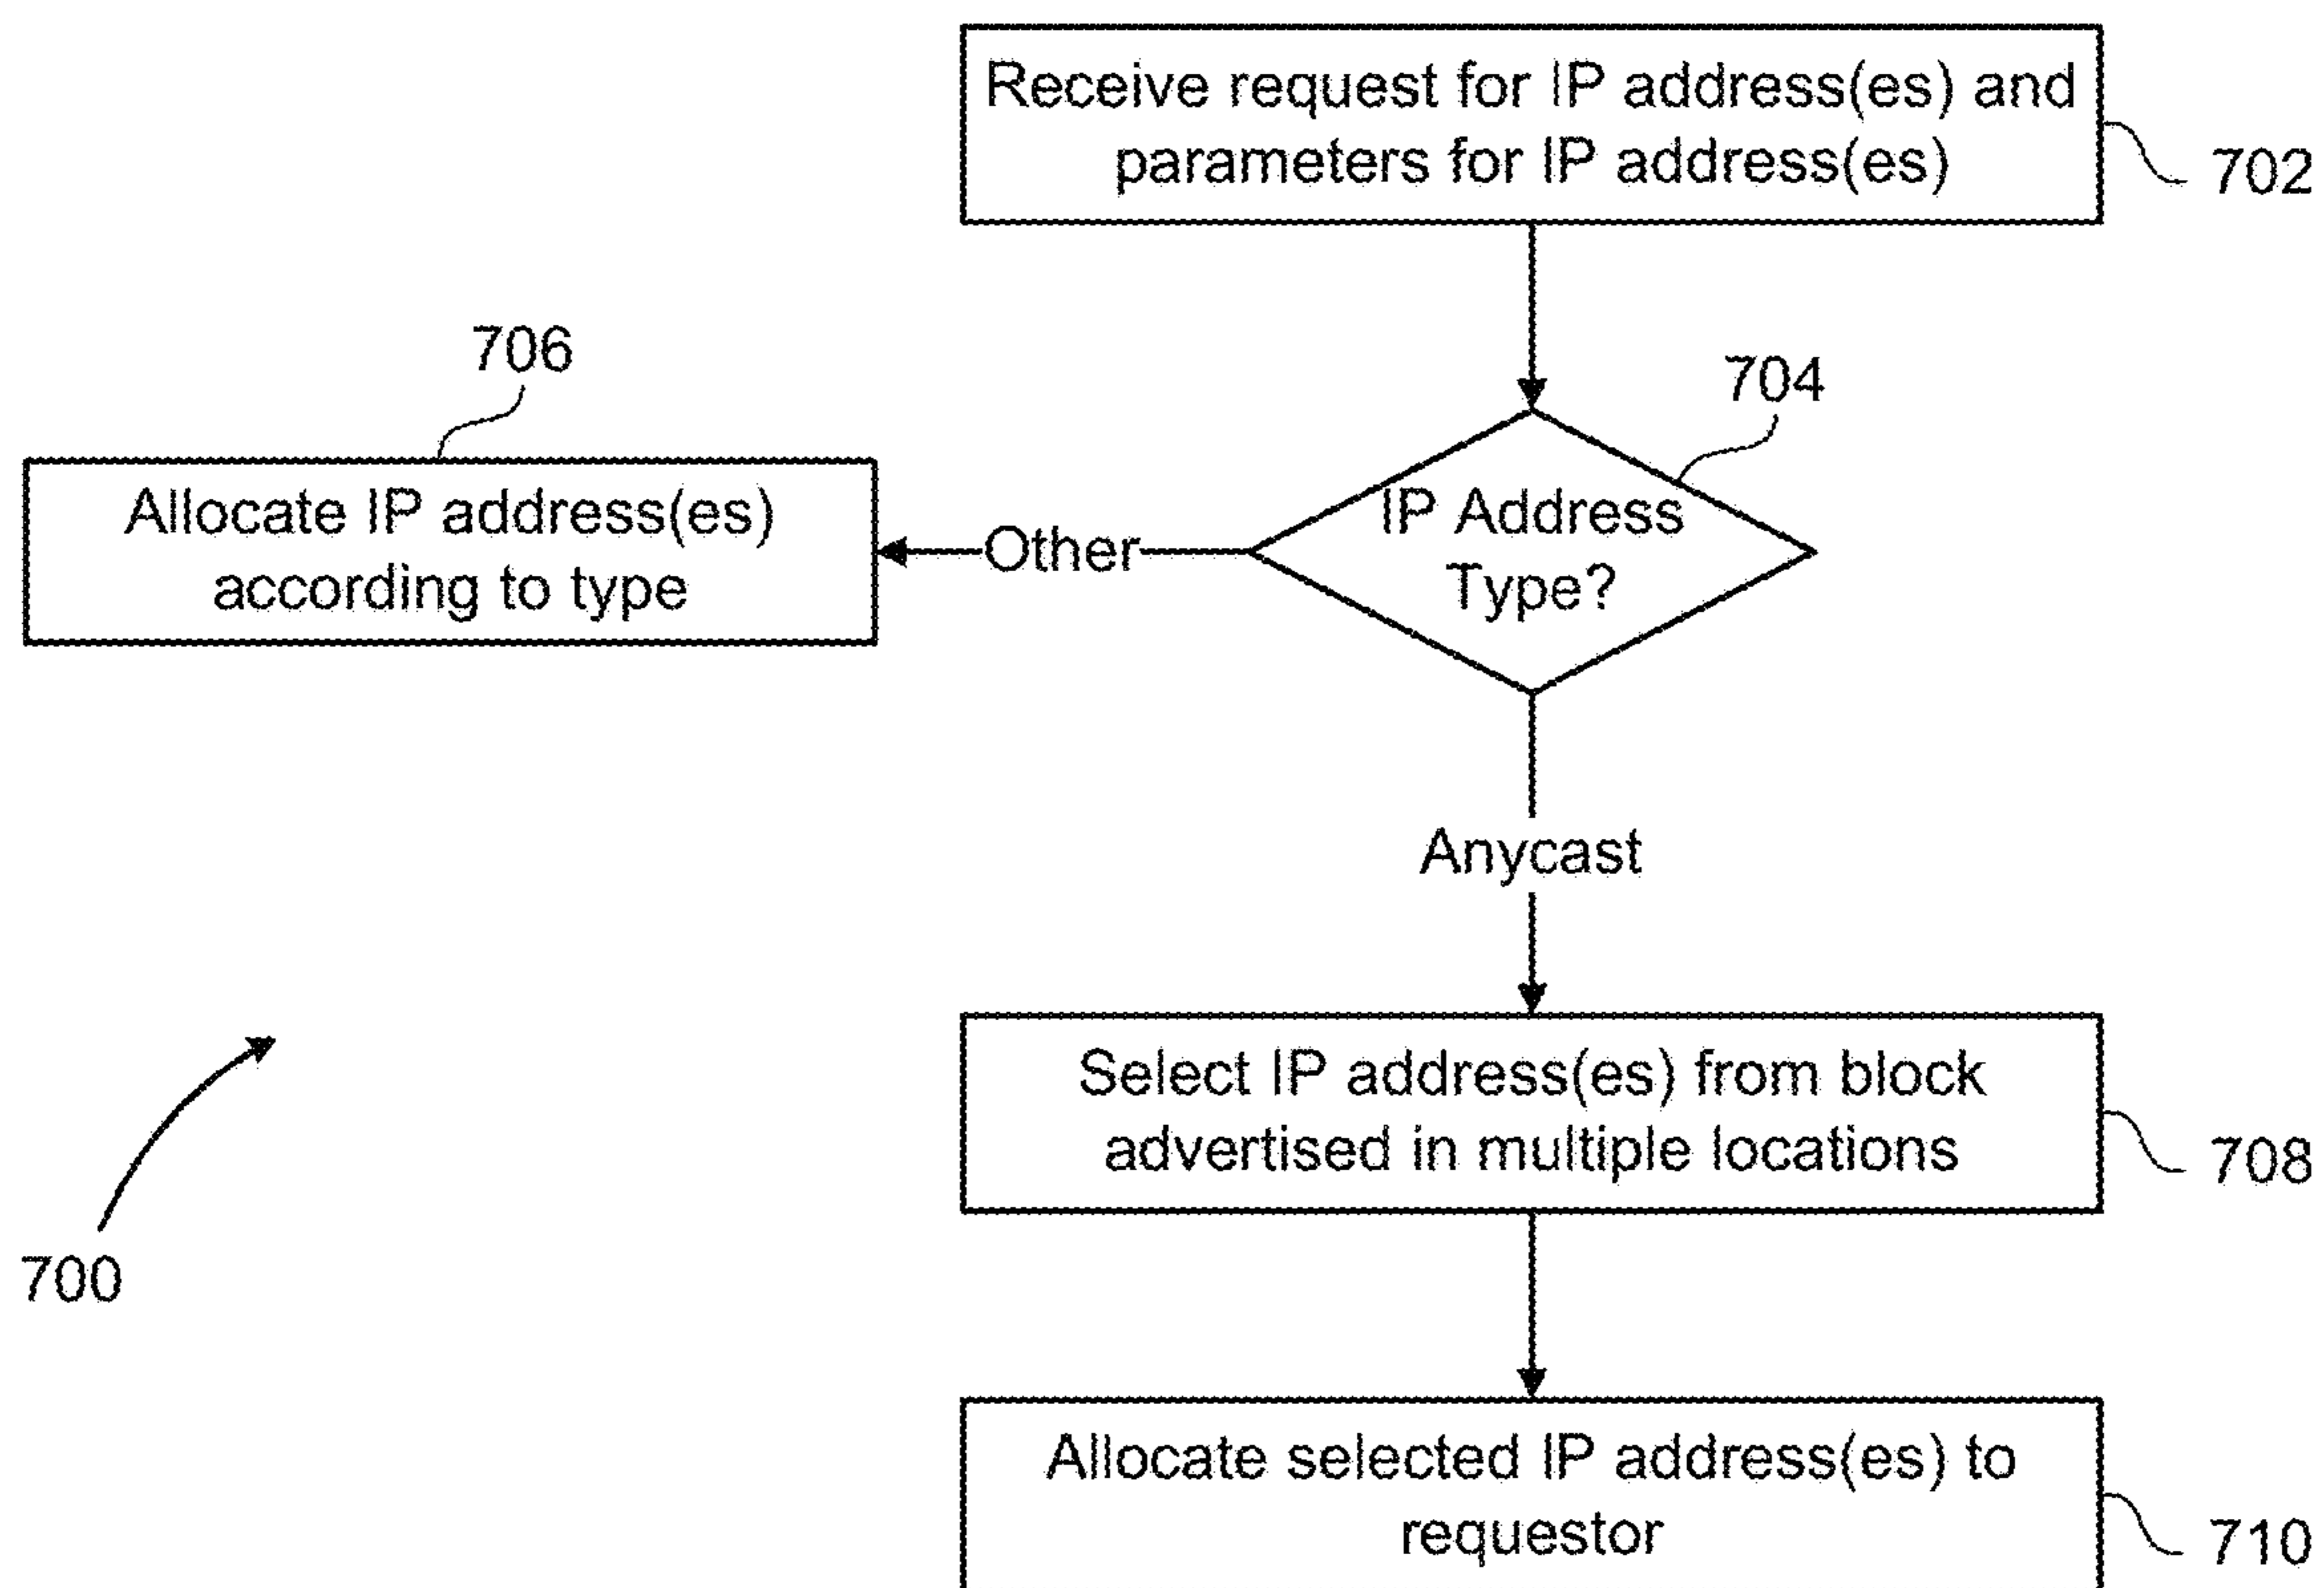 Receive request for IP address(es) and
parameters for IP address(es)
702
706
704
Allocate IP address(es)
according to type
Other
IP Address
Type?
Anycast
Select IP address(es) from block
advertised in multiple locations
708
700
Allocate selected IP address(es) to
requestor
710